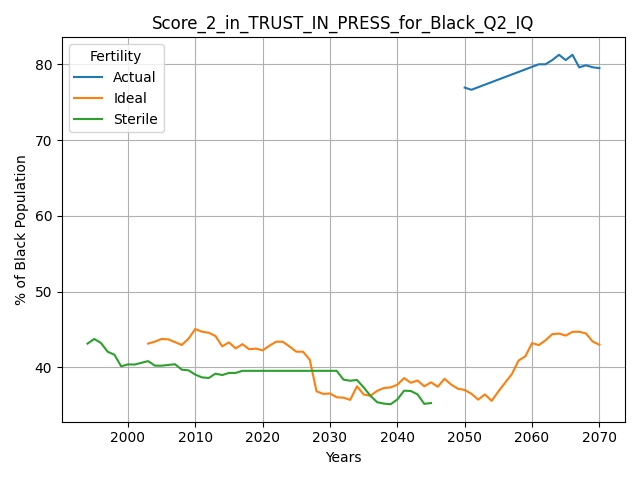 Score_2_in_TRUST_IN_PRESS_for_Black_Q2_IQ
Fertility
Actual
Ideal
Sterile
% of Black Population
80
70
60
50
40
2000
2010
2020
2030
2040
2050
2060
2070
Years